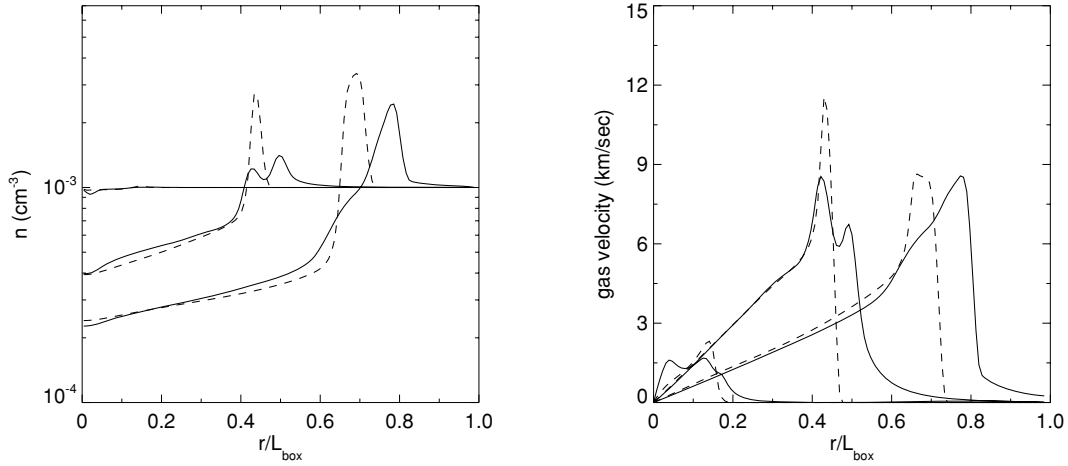 n (cm⁻³)
10⁻³
10⁻⁴
0 0.2 0.4 0.6 0.8 1.0
r/L_box
gas velocity (km/sec)
15
12
9
6
3
0
0.0 0.2 0.4 0.6 0.8 1.0
r/L_box